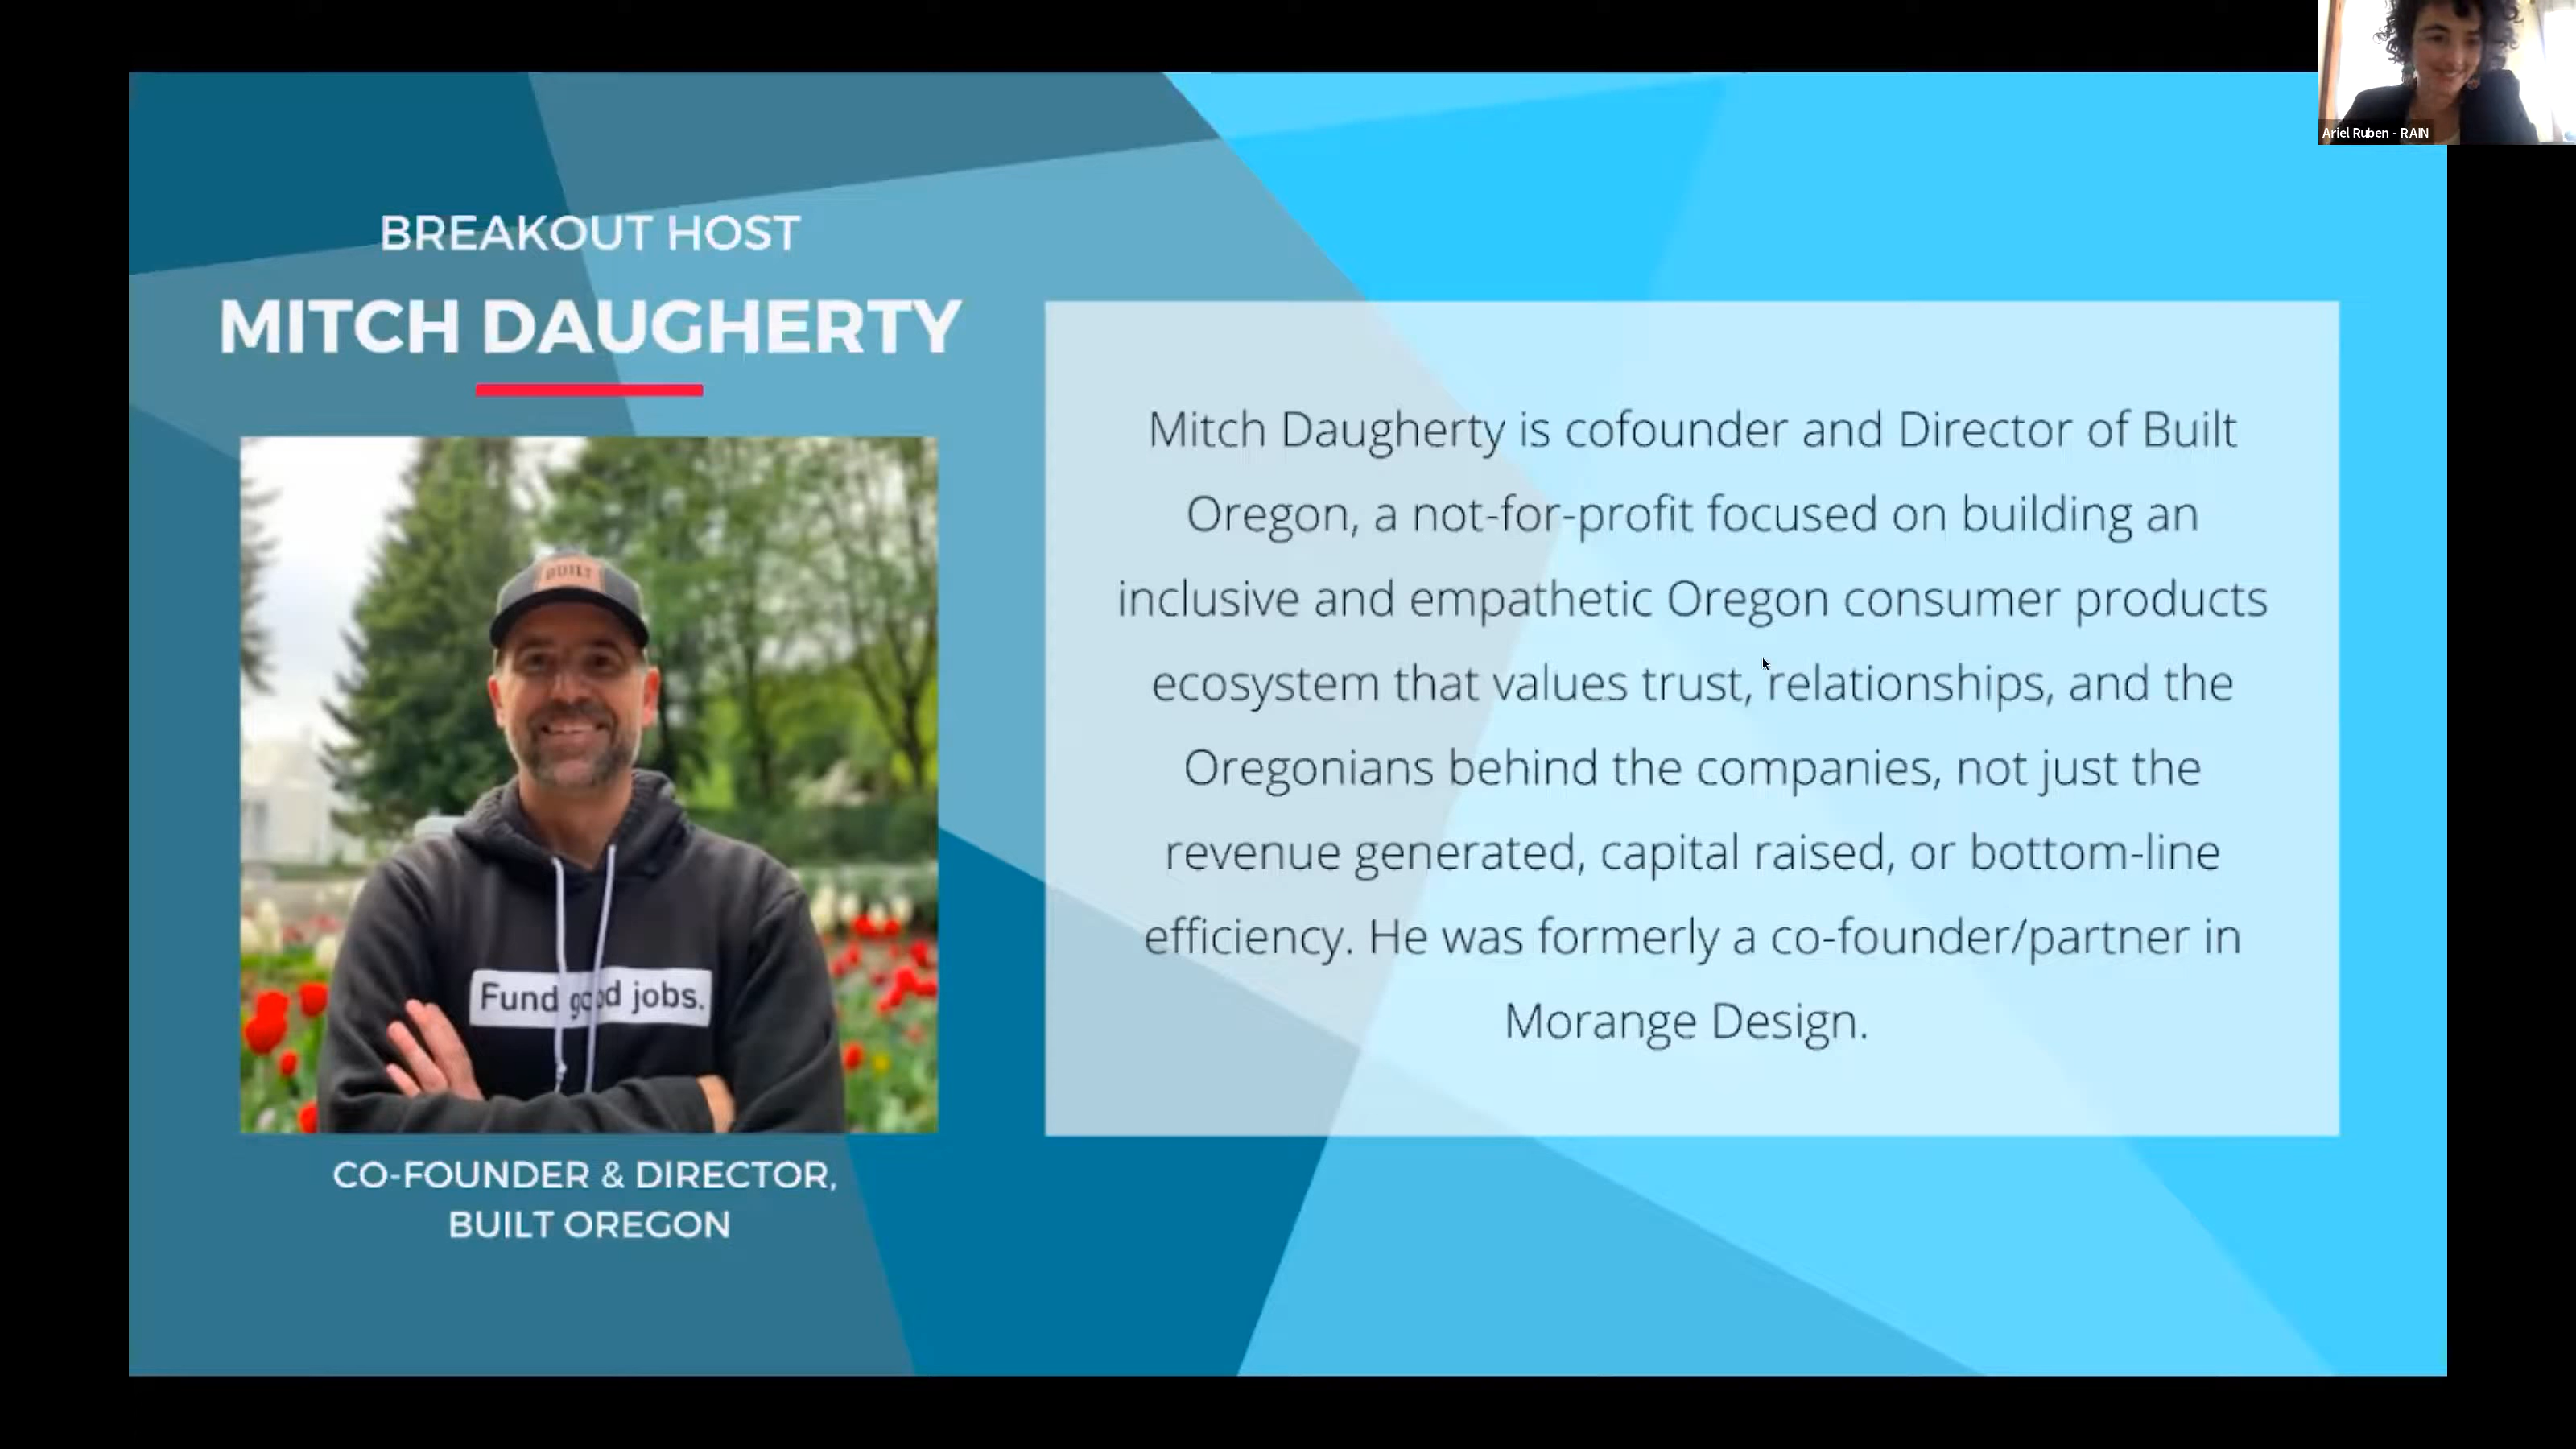 Ariel Ruben - RAIN
BREAKOUT HOST
MITCH DAUGHERTY
BUILT
Fund good jobs.
CO-FOUNDER & DIRECTOR,
BUILT OREGON
Mitch Daugherty is cofounder and Director of Built
Oregon, a not-for-profit focused on building an
inclusive and empathetic Oregon consumer products
ecosystem that values trust, relationships, and the
Oregonians behind the companies, not just the
revenue generated, capital raised, or bottom-line
efficiency. He was formerly a co-founder/partner in
Morange Design.